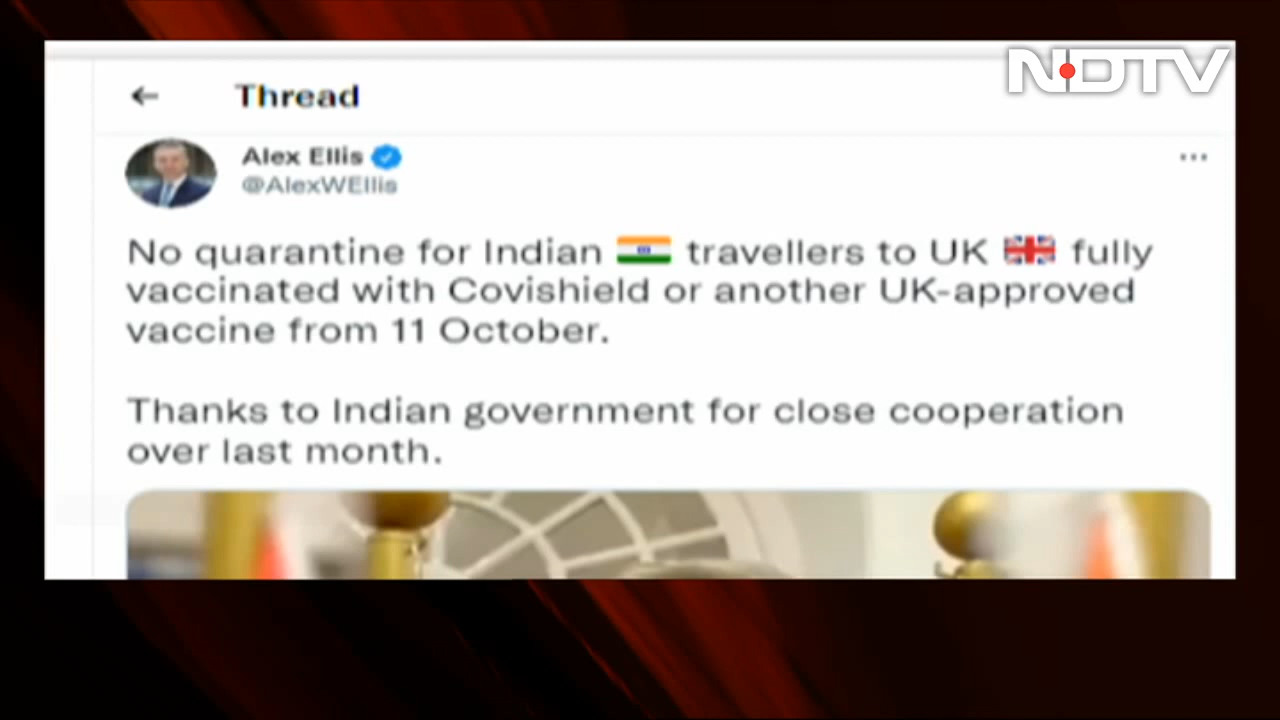 NDTV
Thread
Alex Ellis
@AlexWEllis
No quarantine for Indian 🇮🇳 travellers to UK 🇬🇧 fully
vaccinated with Covishield or another UK-approved
vaccine from 11 October.
Thanks to Indian government for close cooperation
over last month.